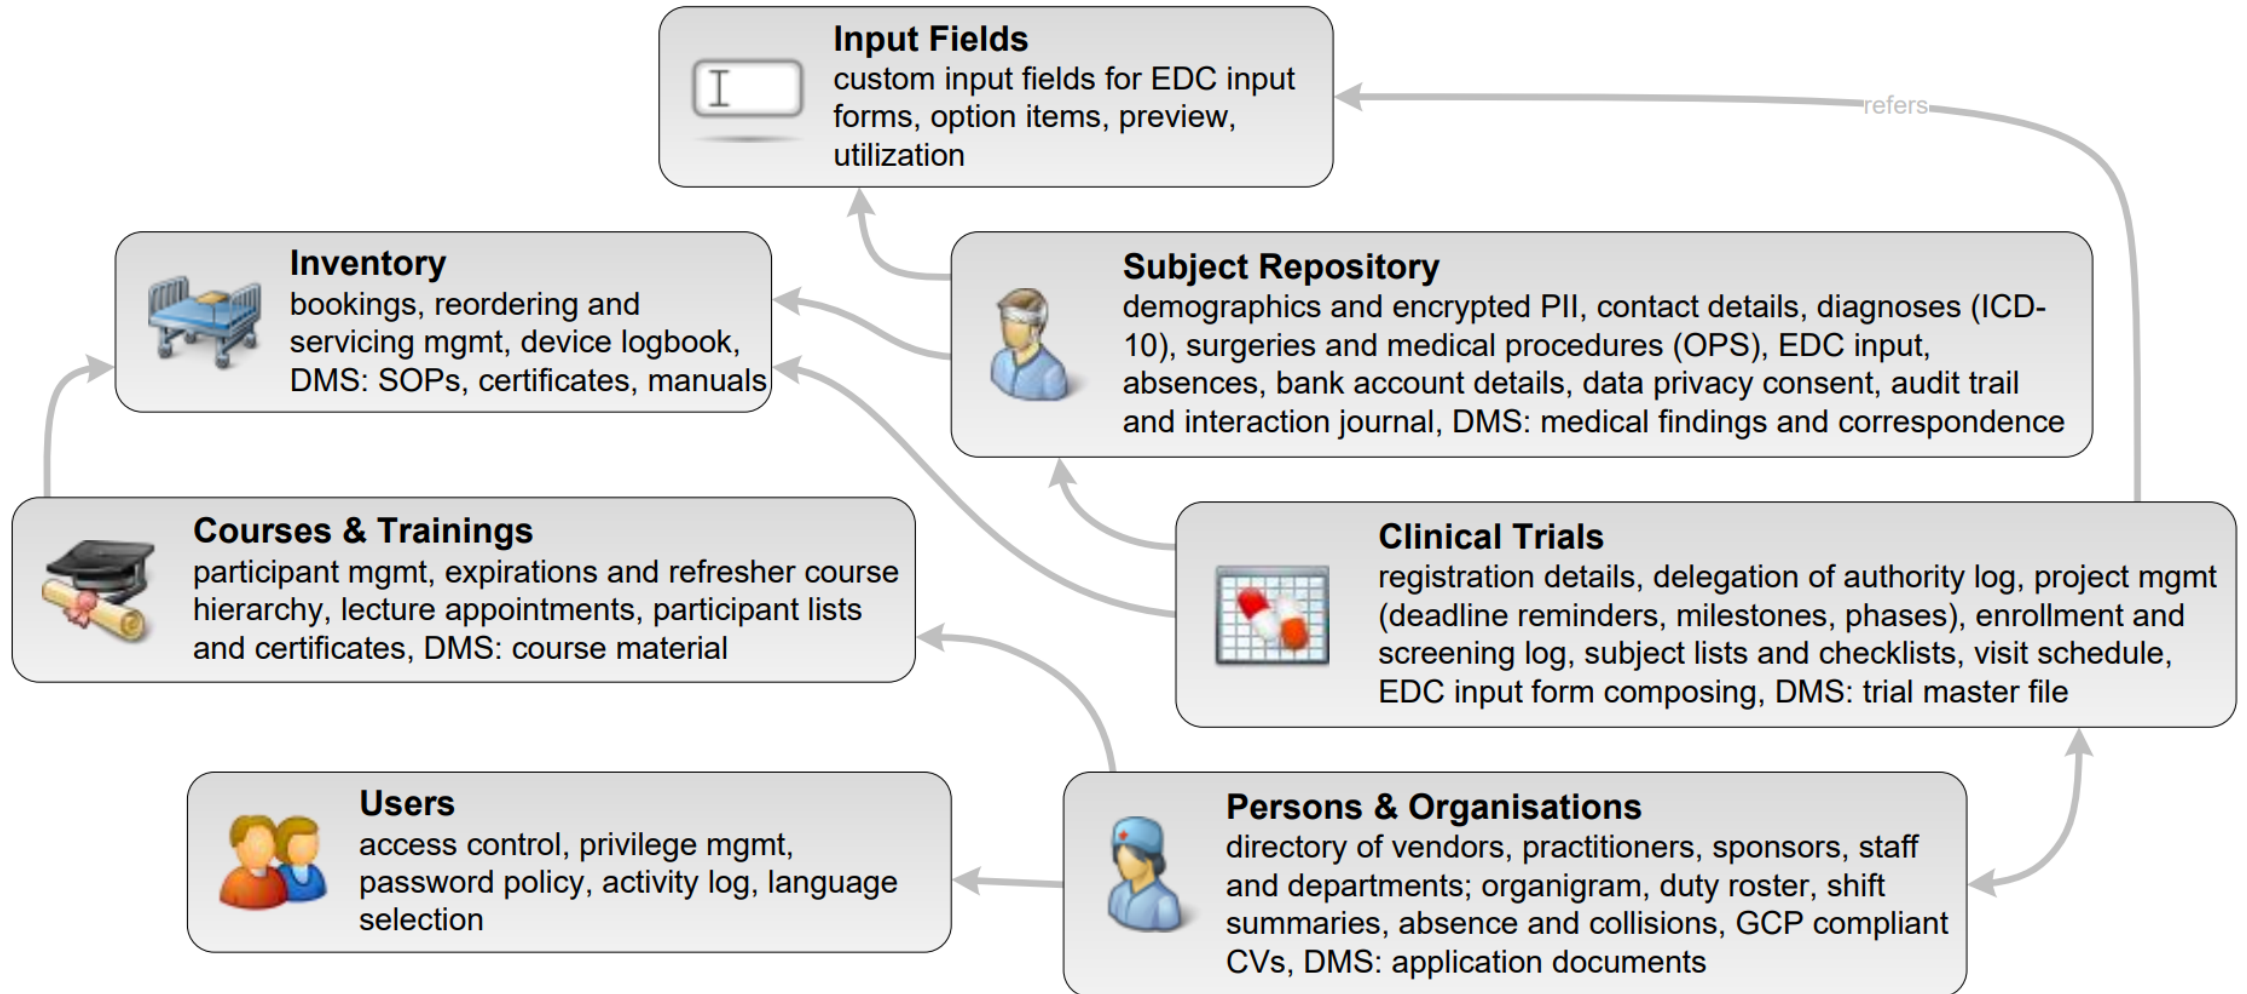 Input Fields
custom input fields for EDC input
forms, option items, preview,
utilization
refers
Inventory
bookings, reordering and
servicing mgmt, device logbook,
DMS: SOPs, certificates, manuals
Subject Repository
demographics and encrypted PII, contact details, diagnoses (ICD-
10), surgeries and medical procedures (OPS), EDC input,
absences, bank account details, data privacy consent, audit trail
and interaction journal, DMS: medical findings and correspondence
Courses & Trainings
participant mgmt, expirations and refresher course
hierarchy, lecture appointments, participant lists
and certificates, DMS: course material
Clinical Trials
registration details, delegation of authority log, project mgmt
(deadline reminders, milestones, phases), enrollment and
screening log, subject lists and checklists, visit schedule,
EDC input form composing, DMS: trial master file
Users
access control, privilege mgmt,
password policy, activity log, language
selection
Persons & Organisations
directory of vendors, practitioners, sponsors, staff
and departments; organigram, duty roster, shift
summaries, absence and collisions, GCP compliant
CVs, DMS: application documents